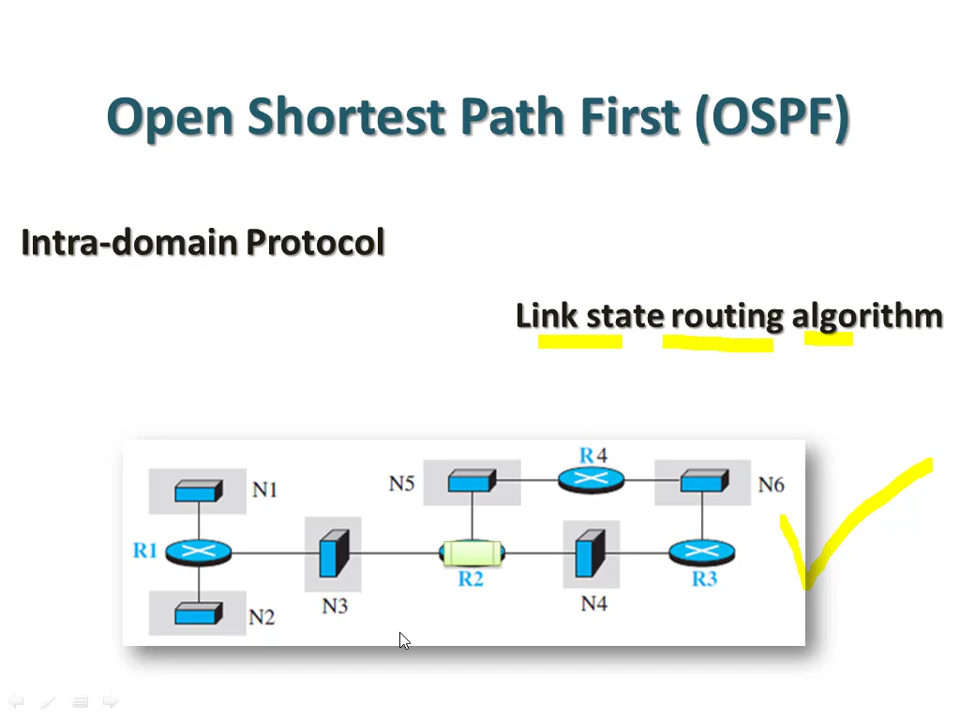 Open Shortest Path First (OSPF)
Intra-domain Protocol
Link state routing algorithm
R4
N5
N6
N1
R1
R2
R3
N3
N4
N2